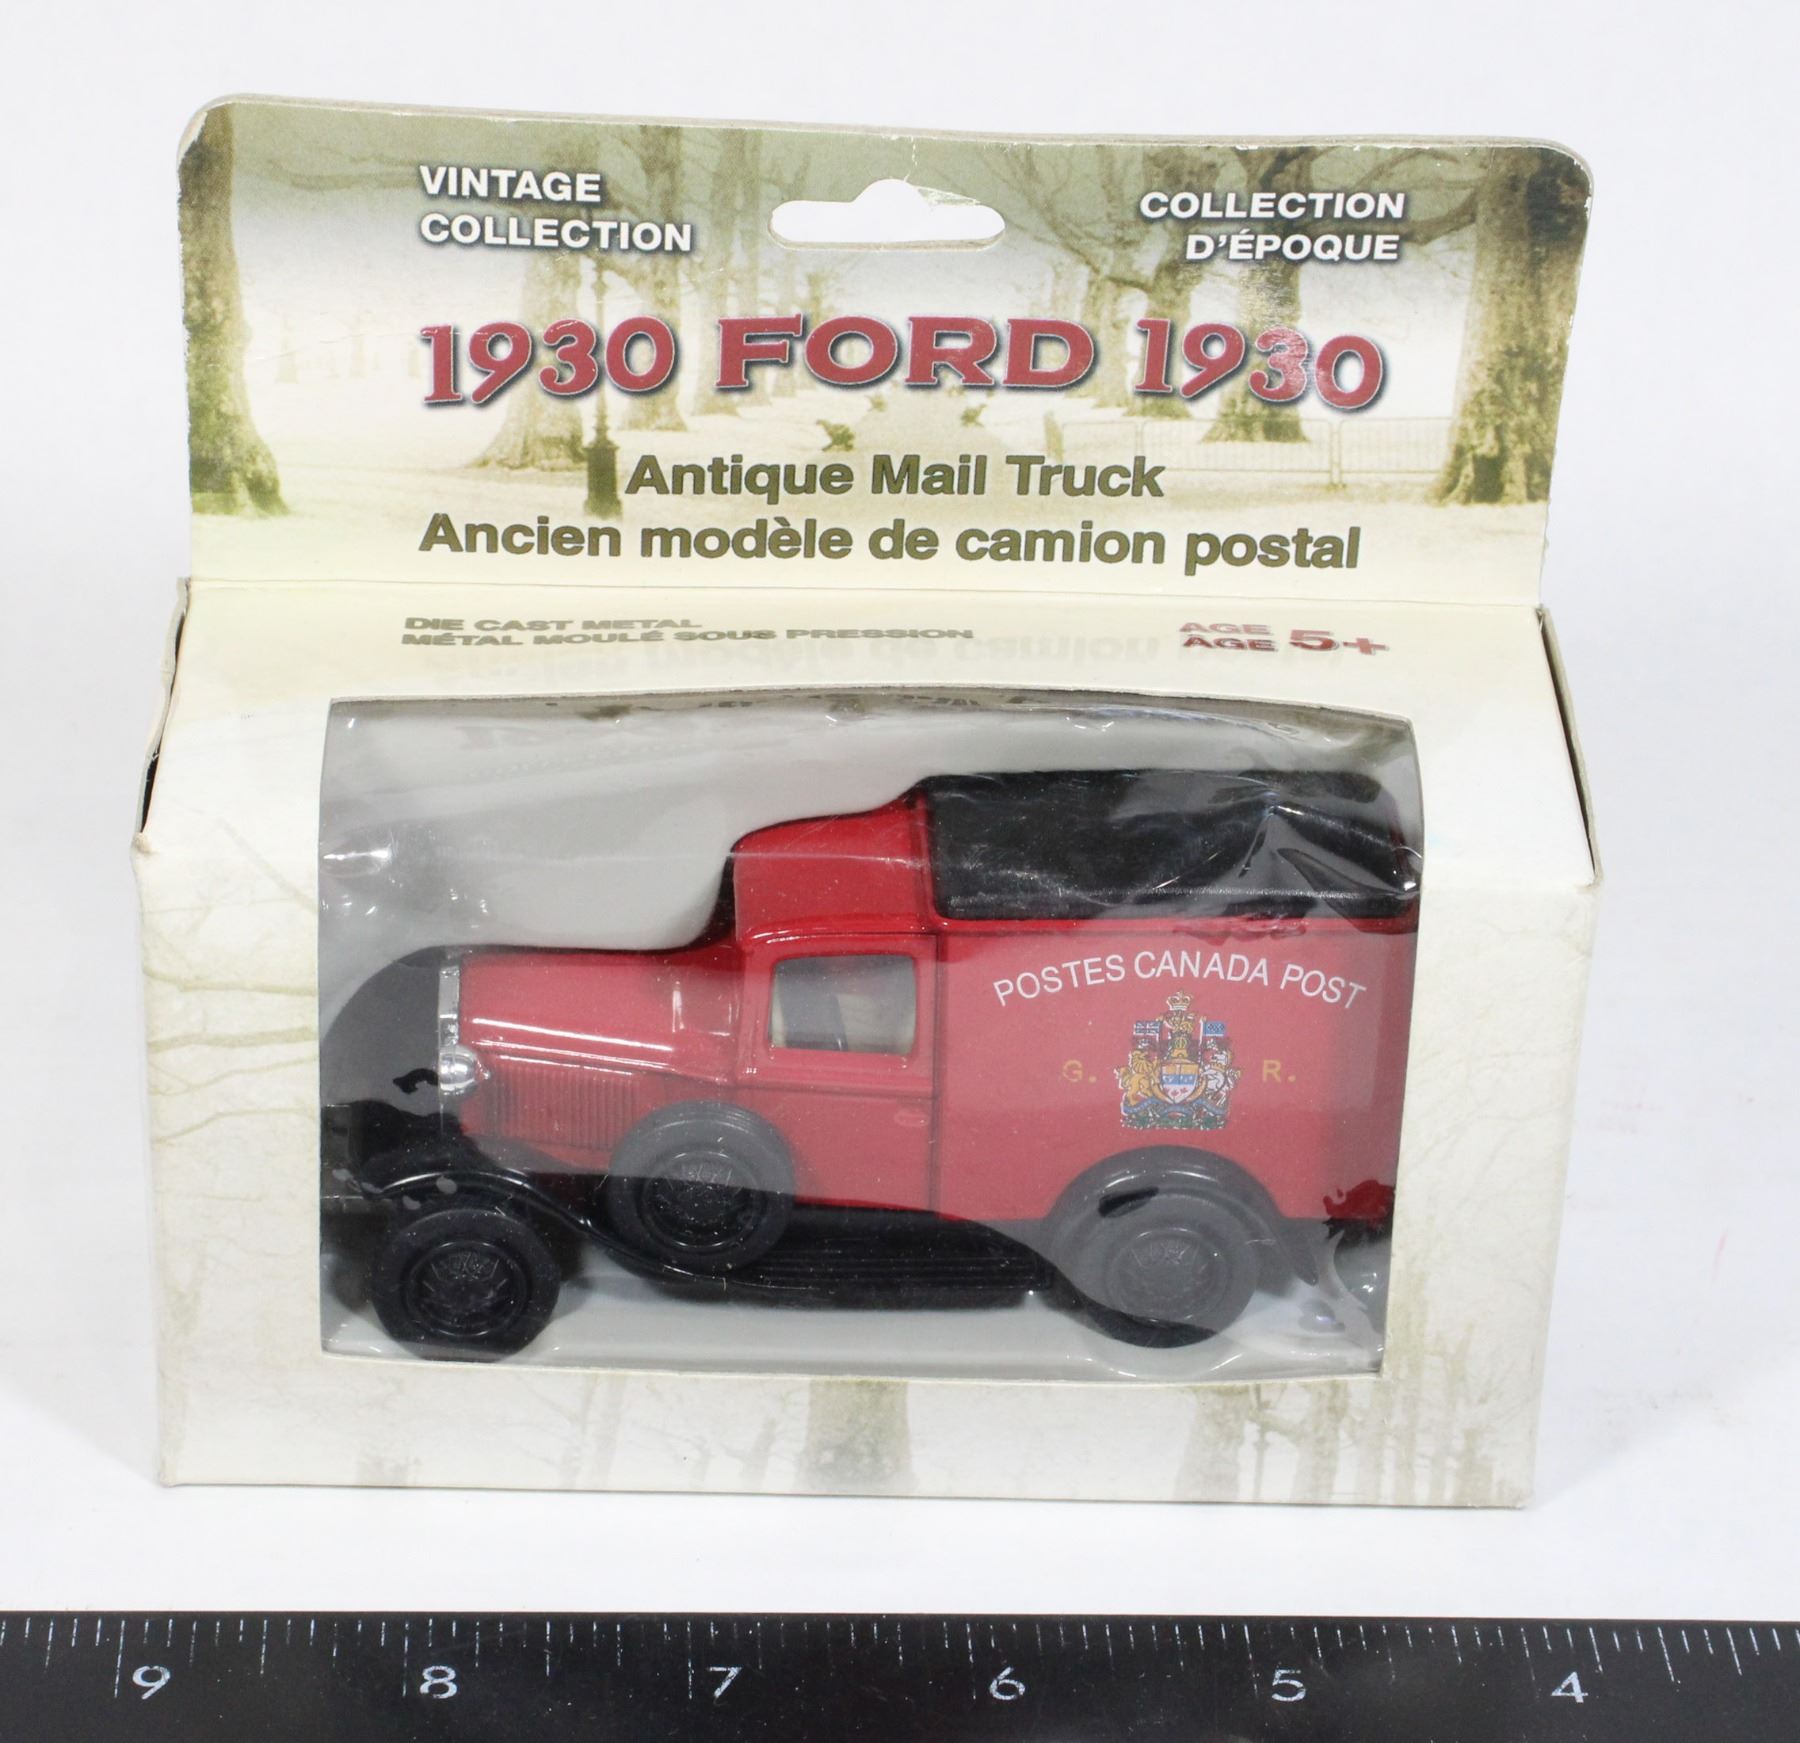 VINTAGE
COLLECTION
COLLECTION
D'ÉPOQUE
1930 FORD 1930
Antique Mail Truck
Ancien modèle de camion postal
DIE CAST METAL
MÉTAL MOULÉ SOUS PRESSION
AGE
AGE 5+
POSTES CANADA POST
G. R.
9 8 7 6 5 4